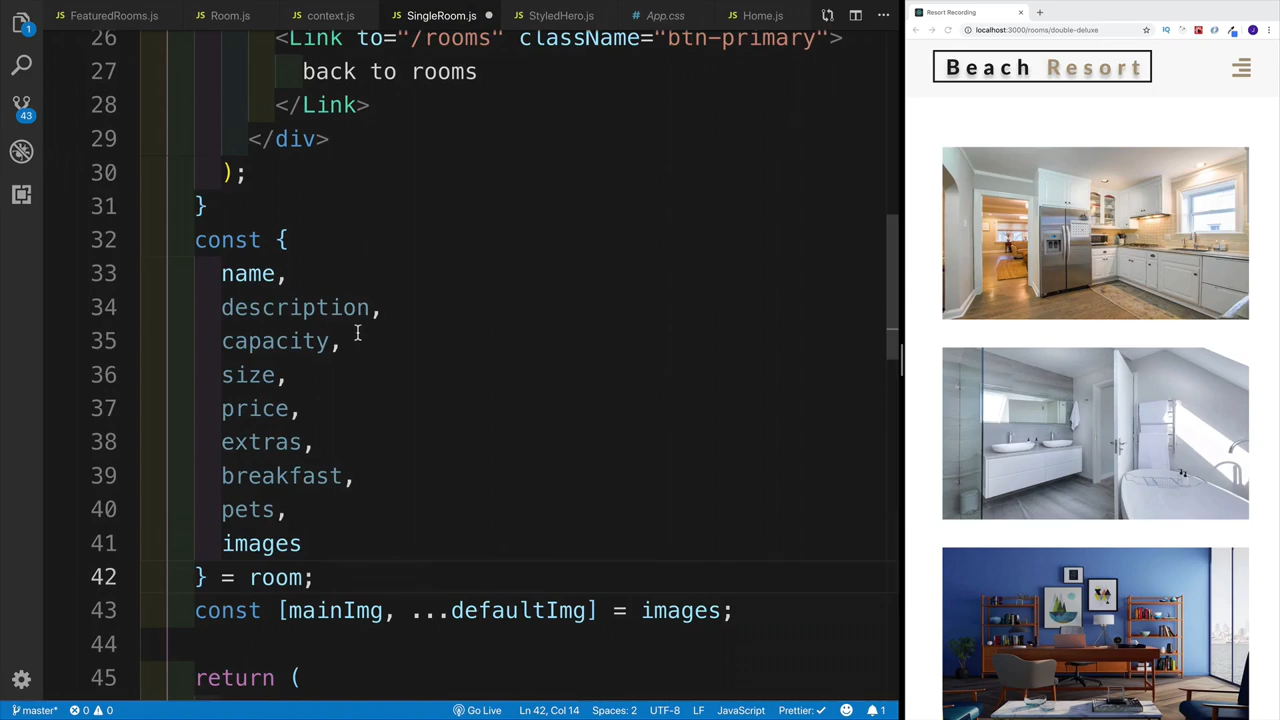 FeaturedRooms.js
Room.js
context.js
SingleRoom.js
StyledHero.js
App.css
Home.js
26 <Link to="/rooms" className="btn-primary">
27 back to rooms
28 </Link>
29 </div>
30 );
31 }
32 const {
33 name,
34 description,
35 capacity,
36 size,
37 price,
38 extras,
39 breakfast,
40 pets,
41 images
42 } = room;
43 const [mainImg, ...defaultImg] = images;
44
45 return (
1
43
master* 0 0 Go Live Ln 42, Col 14 Spaces: 2 UTF-8 LF JavaScript Prettier: 1
Resort Recording
localhost:3000/rooms/double-deluxe
Beach Resort